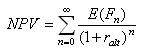 NPV = \sum_{n=0}^{\infty} \frac{E(F_n)}{(1+r_{alt})^n}